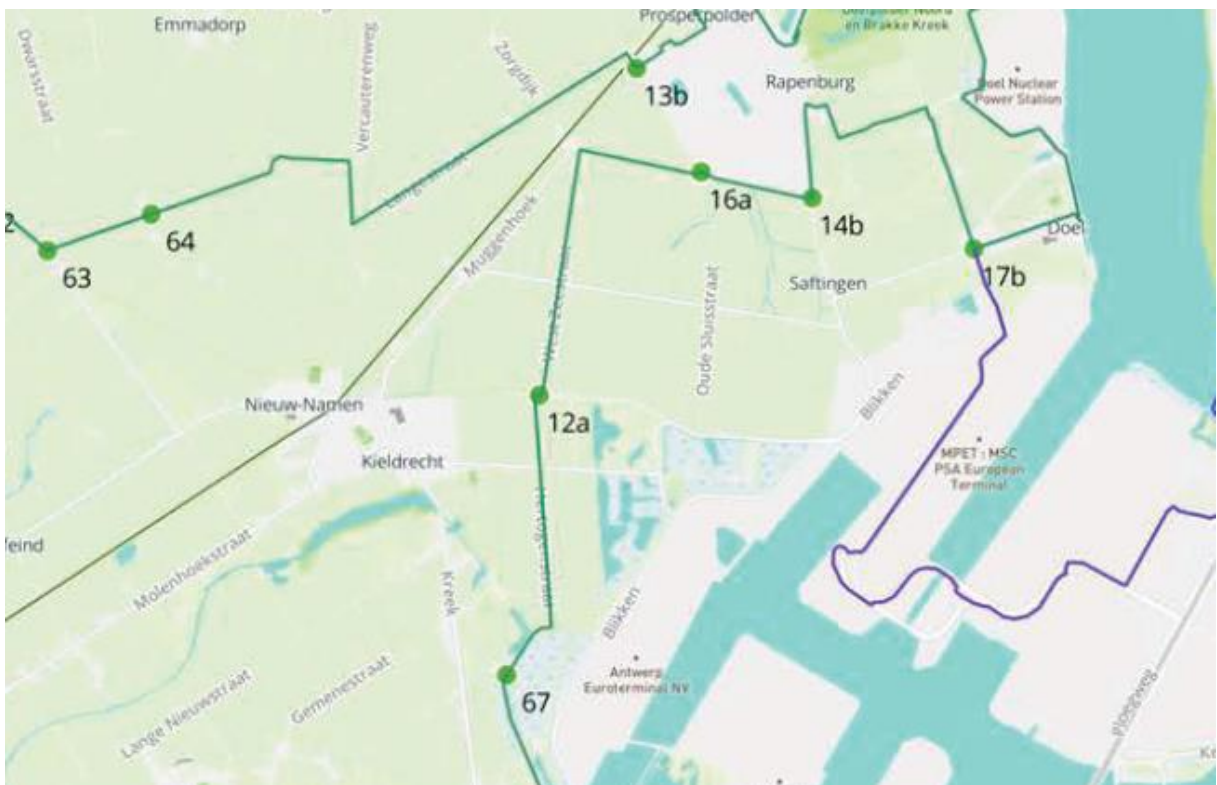 Emmadorp
Prosperpolder
en Brakke Kreek
Dwarsstraat
Vercauterenweg
Zorgdijk
13b
Rapenburg
Doel Nuclear
Power Station
64
63
Muggenhoek
16a
14b
Doel
17b
Saftingen
Oude Sluisstraat
Nieuw-Namen
12a
Blikken
Kieldrecht
MPET : MSC
PSA European
Terminal
Molenhoekstraat
Kreek
Blikken
Antwerp
Euroterminal NV
67
Lange Nieuwstraat
Gemenestraat
Ploegweg